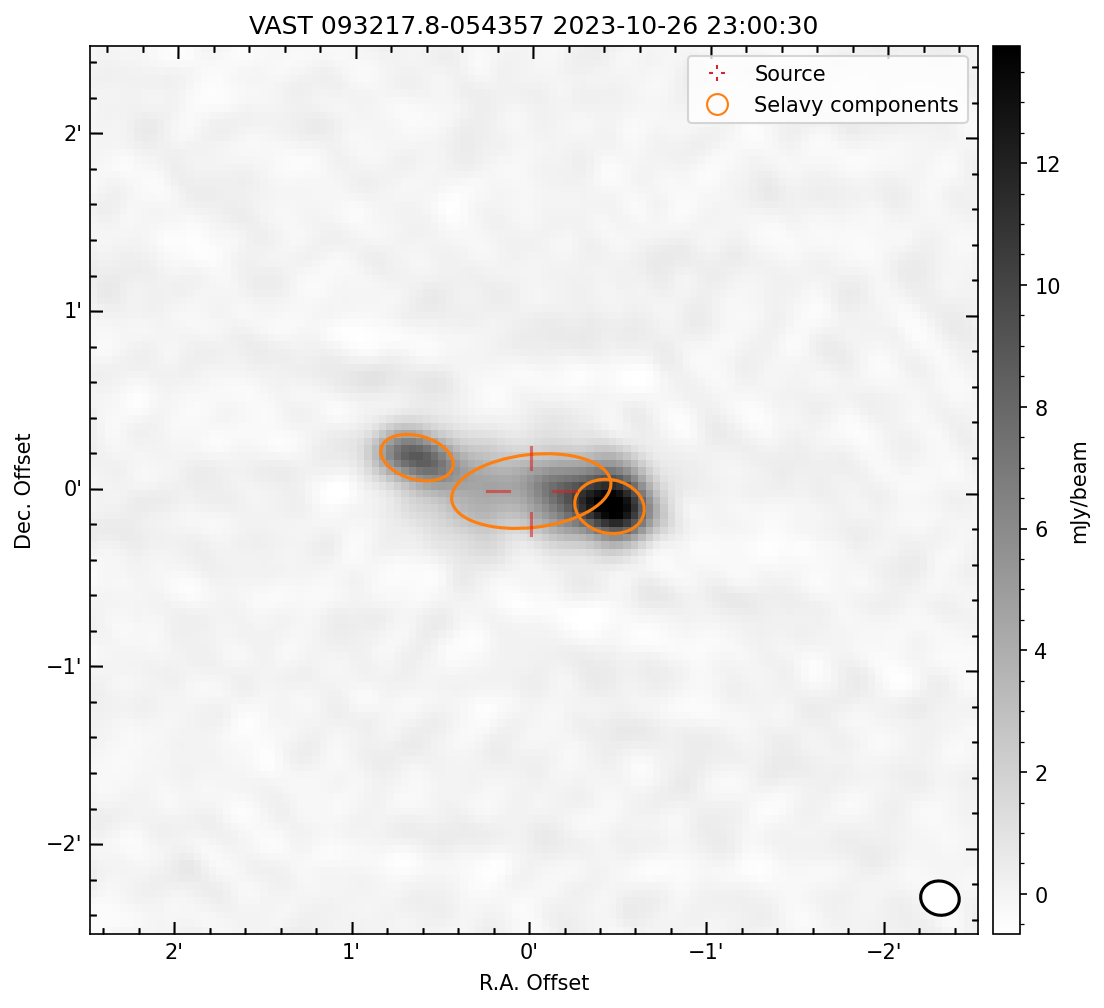 VAST 093217.8-054357 2023-10-26 23:00:30
Source
Selavy components
2'
1'
0'
−1'
−2'
Dec. Offset
2'
1'
0'
−1'
−2'
R.A. Offset
12
10
8
6
4
2
0
mJy/beam